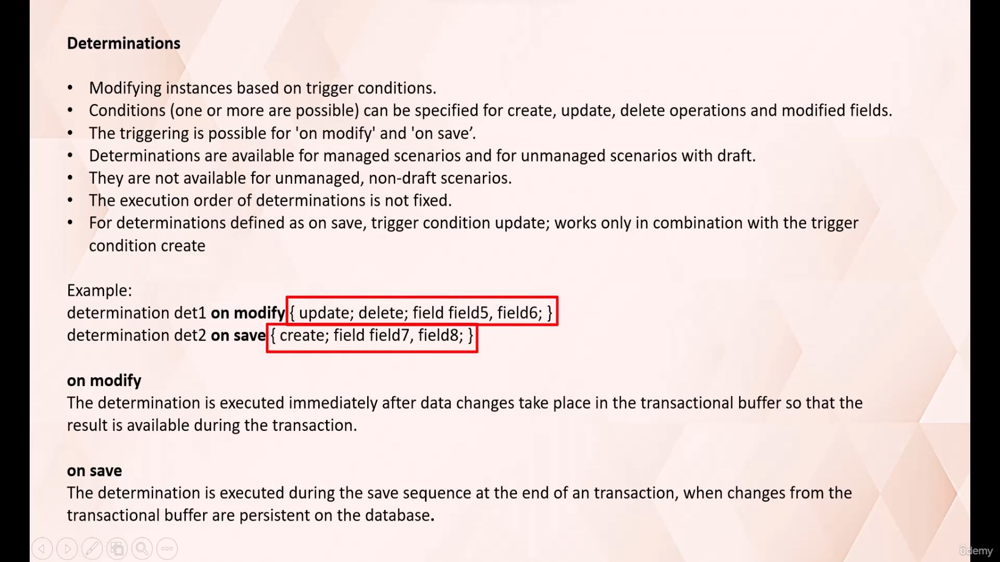 Determinations
• Modifying instances based on trigger conditions.
• Conditions (one or more are possible) can be specified for create, update, delete operations and modified fields.
• The triggering is possible for 'on modify' and 'on save’.
• Determinations are available for managed scenarios and for unmanaged scenarios with draft.
• They are not available for unmanaged, non-draft scenarios.
• The execution order of determinations is not fixed.
• For determinations defined as on save, trigger condition update; works only in combination with the trigger
condition create
Example:
determination det1 on modify { update; delete; field field5, field6; }
determination det2 on save { create; field field7, field8; }
on modify
The determination is executed immediately after data changes take place in the transactional buffer so that the
result is available during the transaction.
on save
The determination is executed during the save sequence at the end of an transaction, when changes from the
transactional buffer are persistent on the database.
ûdemy